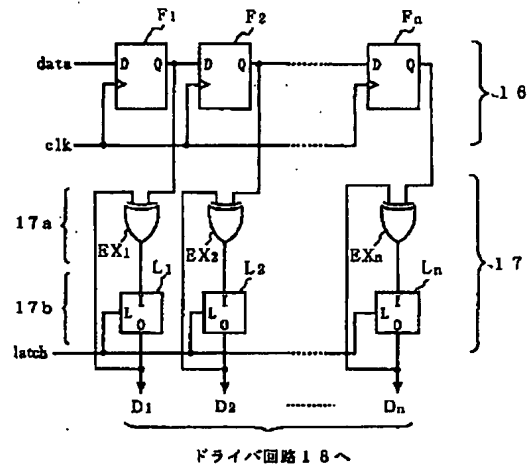 F1 F2 Fn
data D Q D Q D Q
16
clk
17a
EX1 EX2 EXn
17
L1 L2 Ln
17b
I I I
L L L
O O O
latch
D1 D2 ........ Dn
ドライバ回路18へ